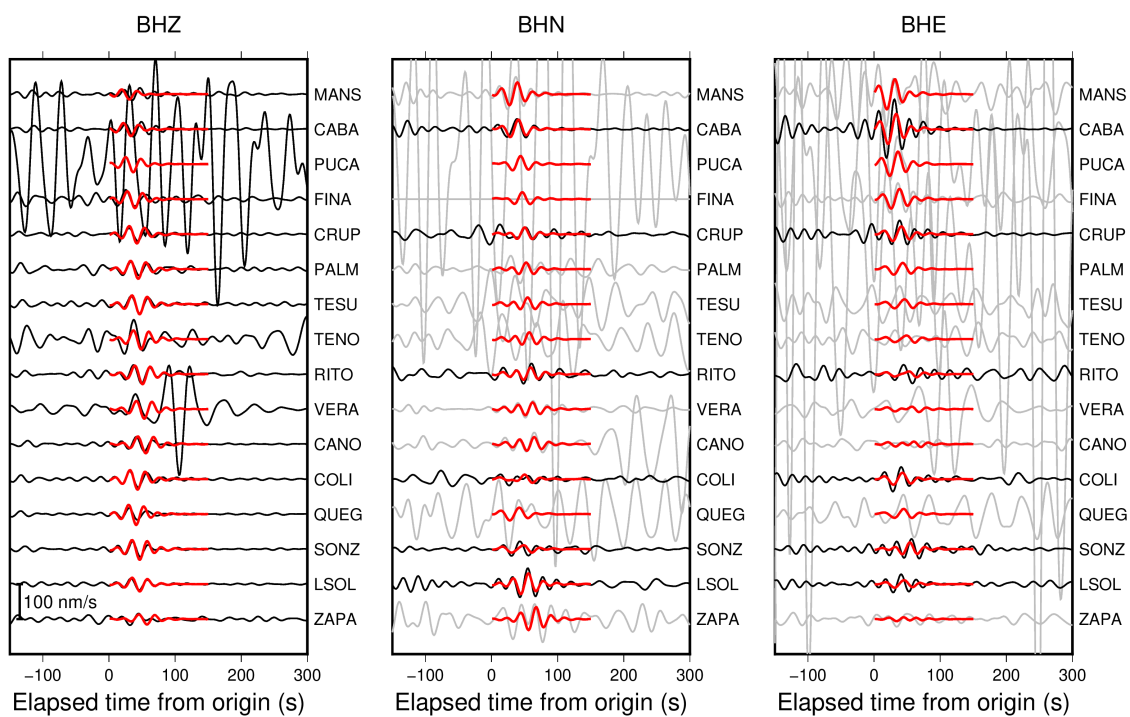 BHZ
BHN
BHE
MANS
CABA
PUCA
FINA
CRUP
PALM
TESU
TENO
RITO
VERA
CANO
COLI
QUEG
SONZ
LSOL
ZAPA
100 nm/s
−100 0 100 200 300
Elapsed time from origin (s)
MANS
CABA
PUCA
FINA
CRUP
PALM
TESU
TENO
RITO
VERA
CANO
COLI
QUEG
SONZ
LSOL
ZAPA
−100 0 100 200 300
Elapsed time from origin (s)
MANS
CABA
PUCA
FINA
CRUP
PALM
TESU
TENO
RITO
VERA
CANO
COLI
QUEG
SONZ
LSOL
ZAPA
−100 0 100 200 300
Elapsed time from origin (s)